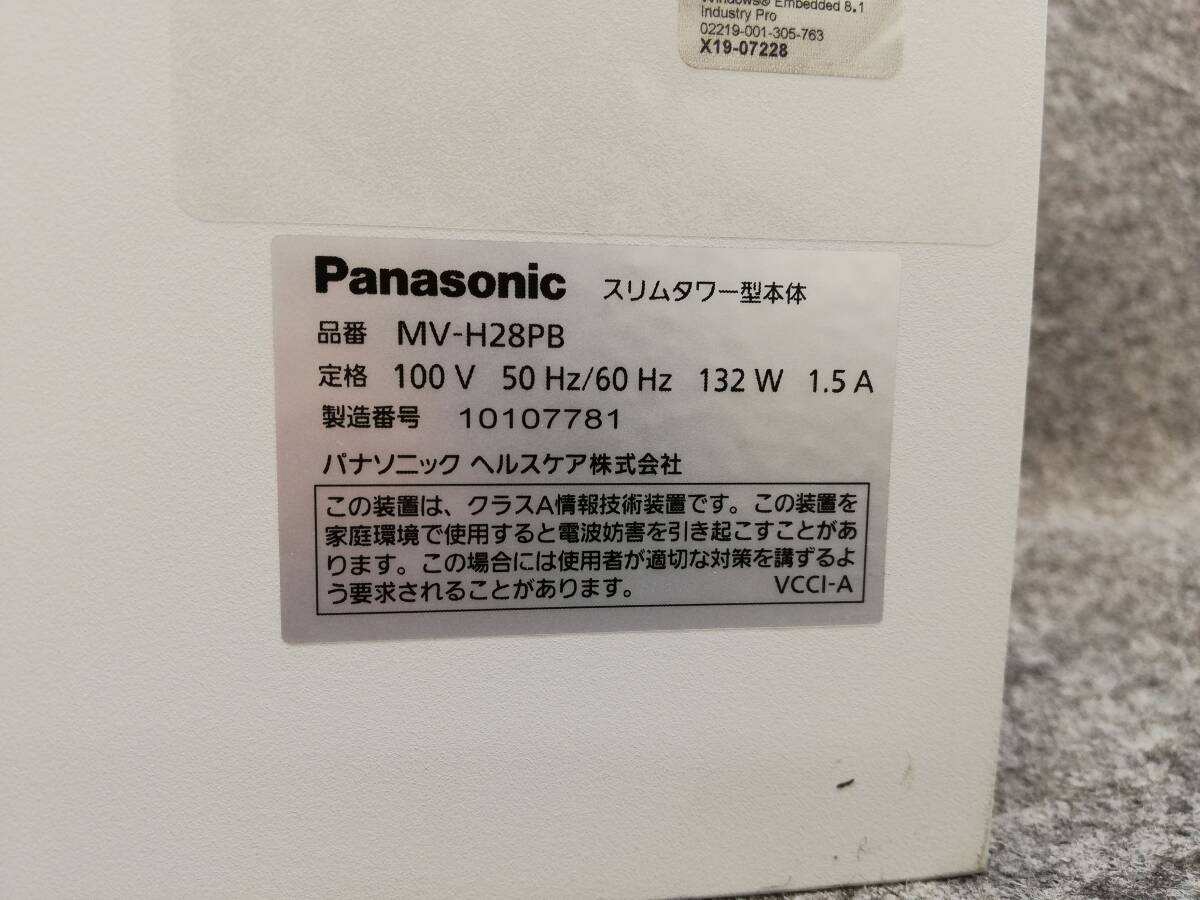 Windows® Embedded 8.1
Industry Pro
02219-001-305-763
X19-07228
Panasonic スリムタワー型本体
品番 MV-H28PB
定格 100 V 50 Hz/60 Hz 132 W 1.5 A
製造番号 10107781
パナソニック ヘルスケア株式会社
この装置は、クラスA情報技術装置です。この装置を
家庭環境で使用すると電波妨害を引き起こすことがあ
ります。この場合には使用者が適切な対策を講ずるよ
う要求されることがあります。 VCCI-A